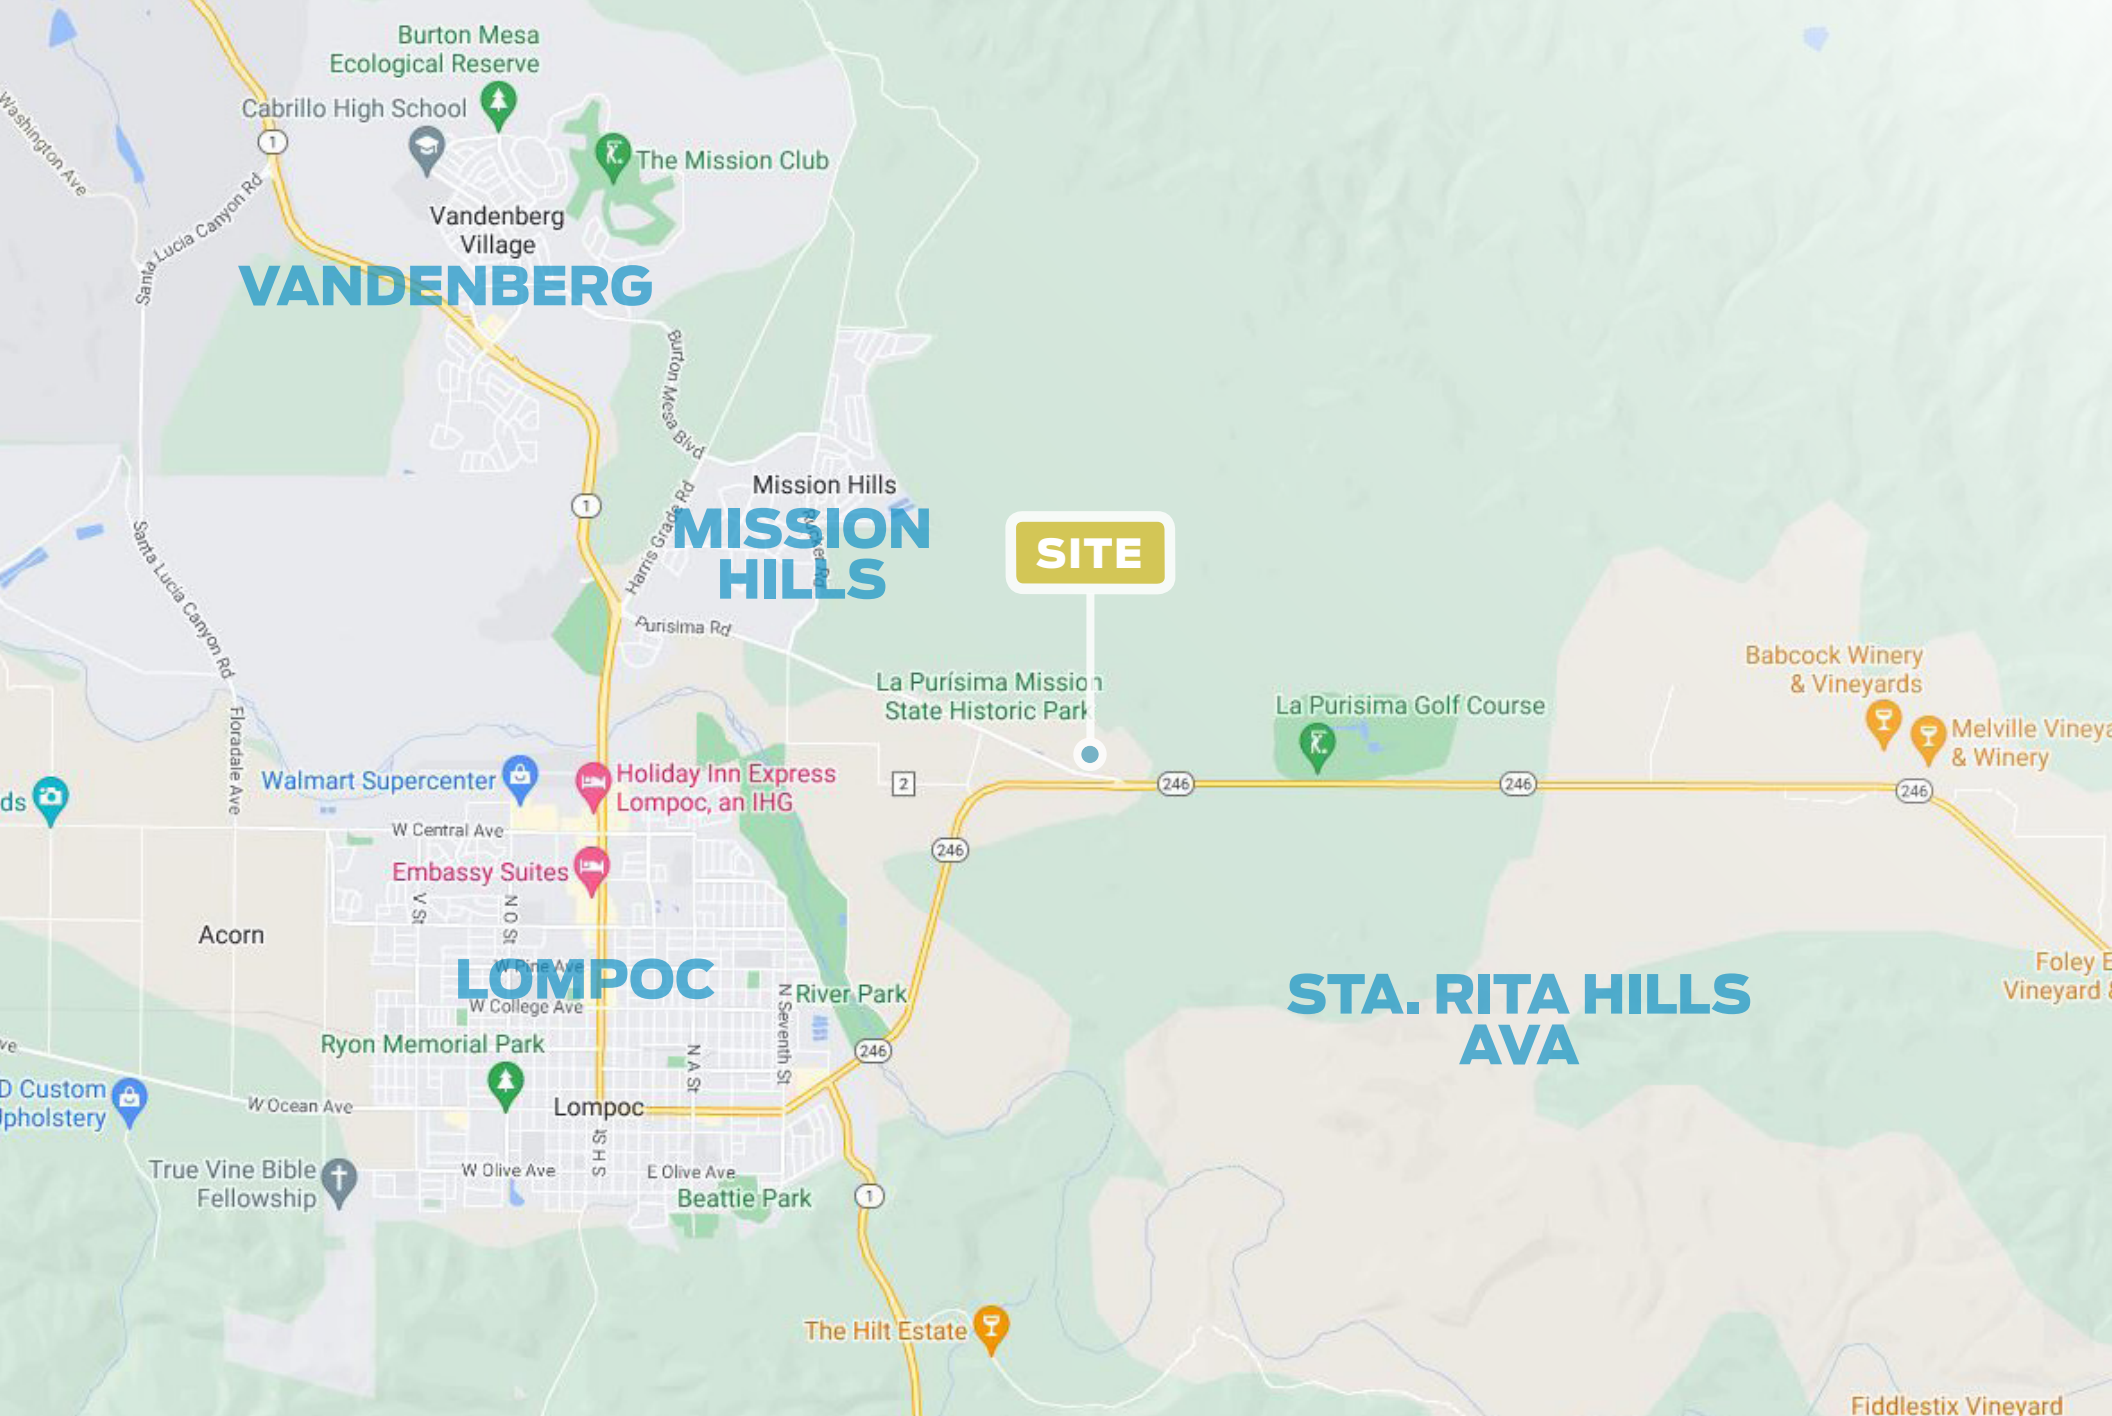 Burton Mesa
Ecological Reserve
Cabrillo High School
Washington Ave
1
The Mission Club
Santa Lucia Canyon Rd
Vandenberg
Village
VANDENBERG
Burton Mesa Blvd
Mission Hills
1
Harris Grade Rd
MISSION
HILLS
Rucker Rd
SITE
Santa Lucia Canyon Rd
Purisima Rd
Babcock Winery
& Vineyards
La Purísima Mission
State Historic Park
La Purisima Golf Course
Melville Vineya
& Winery
Floradale Ave
Walmart Supercenter
Holiday Inn Express
Lompoc, an IHG
2
246
246
246
ds
W Central Ave
246
Embassy Suites
V St
N O St
Acorn
W Pine Ave
LOMPOC
W College Ave
N Seventh St
River Park
STA. RITA HILLS
AVA
Foley E
Vineyard &
ve
Ryon Memorial Park
N A St
246
D Custom
Upholstery
W Ocean Ave
Lompoc
S H St
True Vine Bible
Fellowship
W Olive Ave
E Olive Ave
Beattie Park
1
The Hilt Estate
Fiddlestix Vineyard